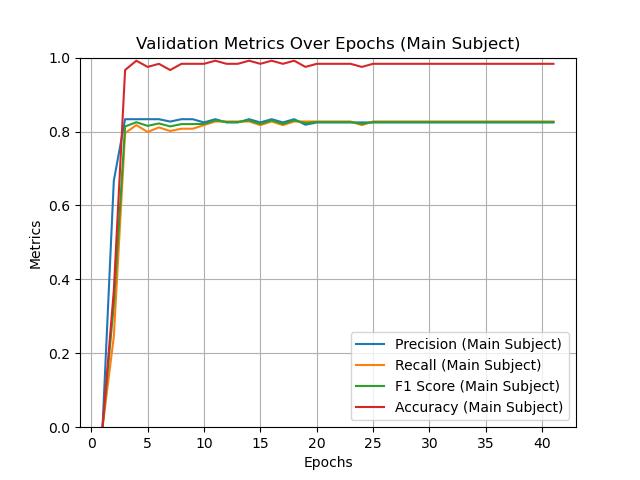 Validation Metrics Over Epochs (Main Subject)
1.0
0.8
0.6
0.4
0.2
0.0
Metrics
Precision (Main Subject)
Recall (Main Subject)
F1 Score (Main Subject)
Accuracy (Main Subject)
0 5 10 15 20 25 30 35 40
Epochs